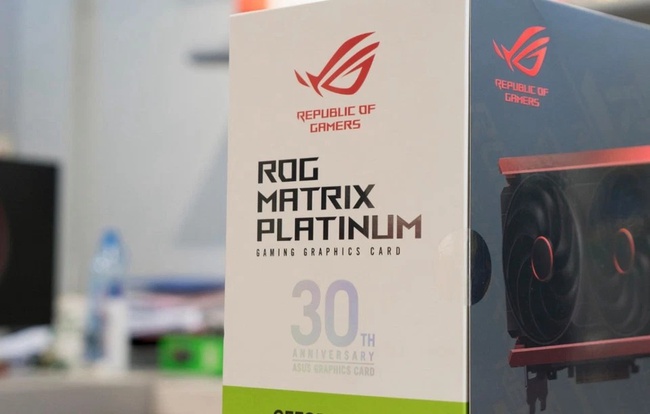 REPUBLIC OF
GAMERS
ROG
MATRIX
PLATINUM
GAMING GRAPHICS CARD
30TH
ANNIVERSARY
ASUS GRAPHICS CARD
REPUBLIC OF
GAMERS